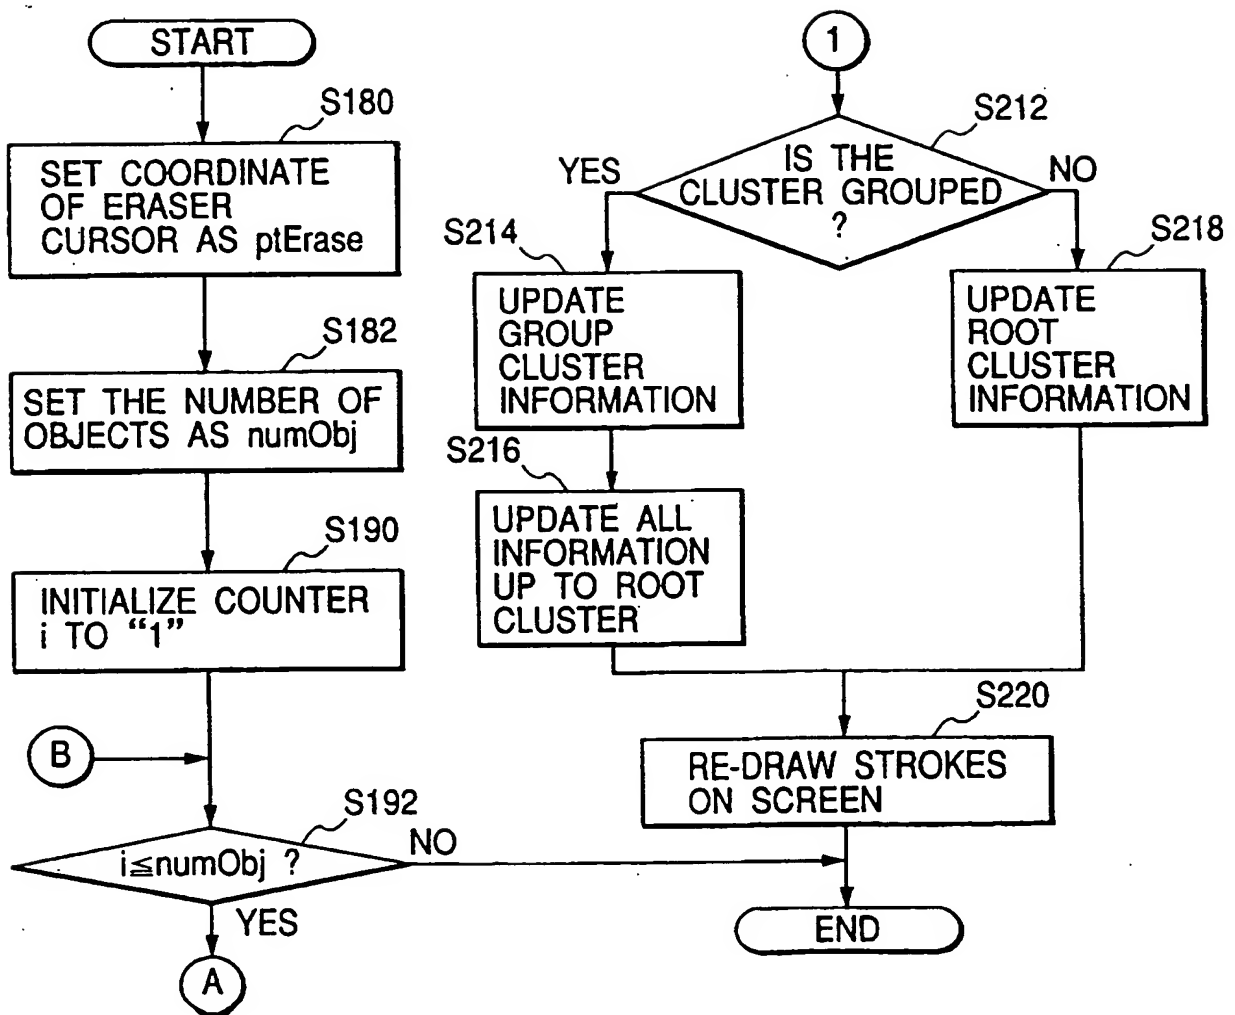 START
S180
SET COORDINATE
OF ERASER
CURSOR AS ptErase
S182
SET THE NUMBER OF
OBJECTS AS numObj
S190
INITIALIZE COUNTER
i TO “1”
B
S192
i≦numObj ?
NO
YES
A
1
S212
IS THE
CLUSTER GROUPED
?
YES
NO
S214
UPDATE
GROUP
CLUSTER
INFORMATION
S218
UPDATE
ROOT
CLUSTER
INFORMATION
S216
UPDATE ALL
INFORMATION
UP TO ROOT
CLUSTER
S220
RE-DRAW STROKES
ON SCREEN
END